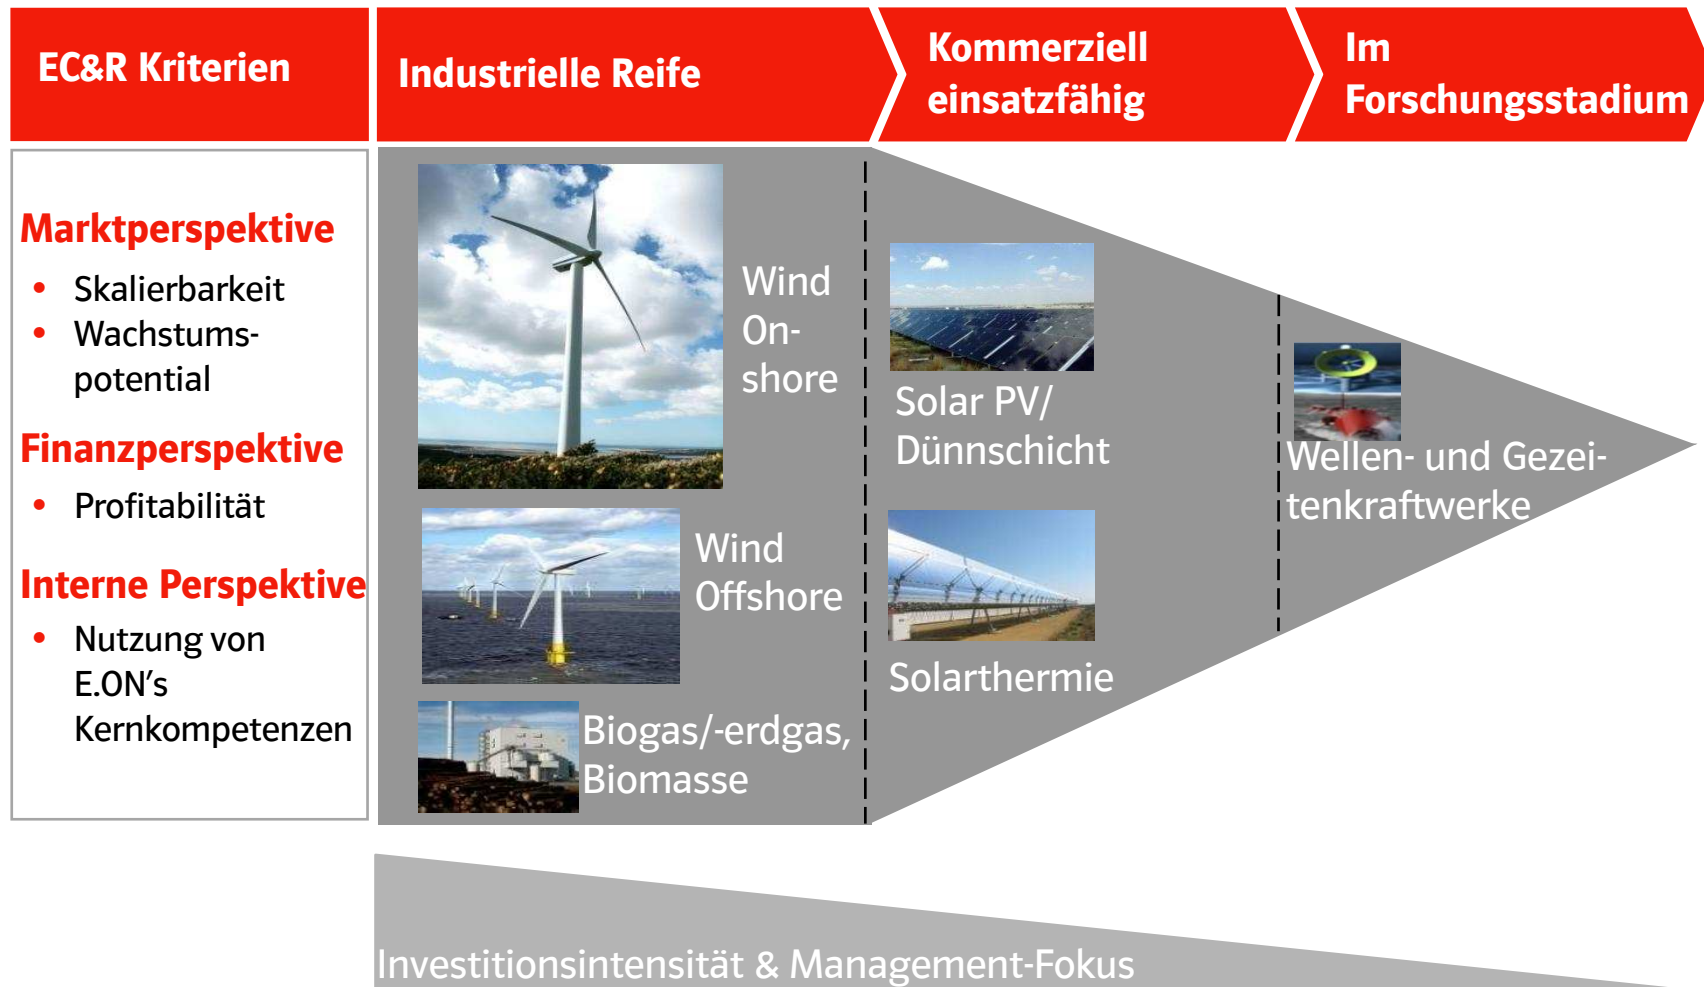 EC&R Kriterien
Industrielle Reife
Kommerziell
einsatzfähig
Im
Forschungsstadium
Marktperspektive
• Skalierbarkeit
• Wachstums-
potential
Finanzperspektive
• Profitabilität
Interne Perspektive
• Nutzung von
E.ON’s
Kernkompetenzen
Wind
On-
shore
Wind
Offshore
Biogas/-erdgas,
Biomasse
Solar PV/
Dünnschicht
Solarthermie
Wellen- und Gezei-
tenkraftwerke
Investitionsintensität & Management-Fokus